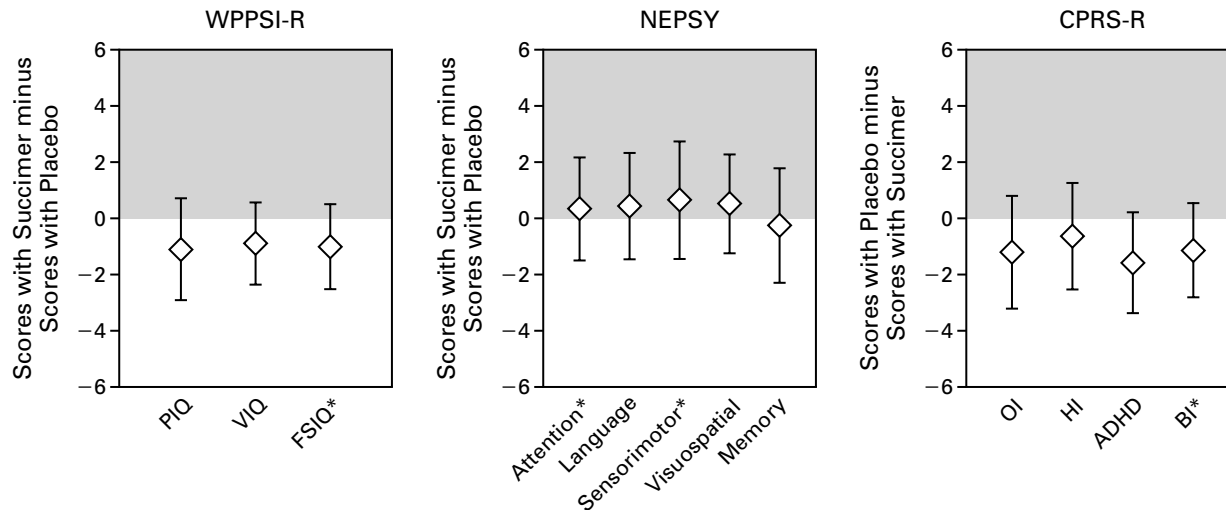 WPPSI-R
Scores with Succimer minus
Scores with Placebo
6
4
2
0
−2
−4
−6
PIQ
VIQ
FSIQ*
NEPSY
Scores with Succimer minus
Scores with Placebo
6
4
2
0
−2
−4
−6
Attention*
Language
Sensorimotor*
Visuospatial
Memory
CPRS-R
Scores with Placebo minus
Scores with Succimer
6
4
2
0
−2
−4
−6
OI
HI
ADHD
BI*